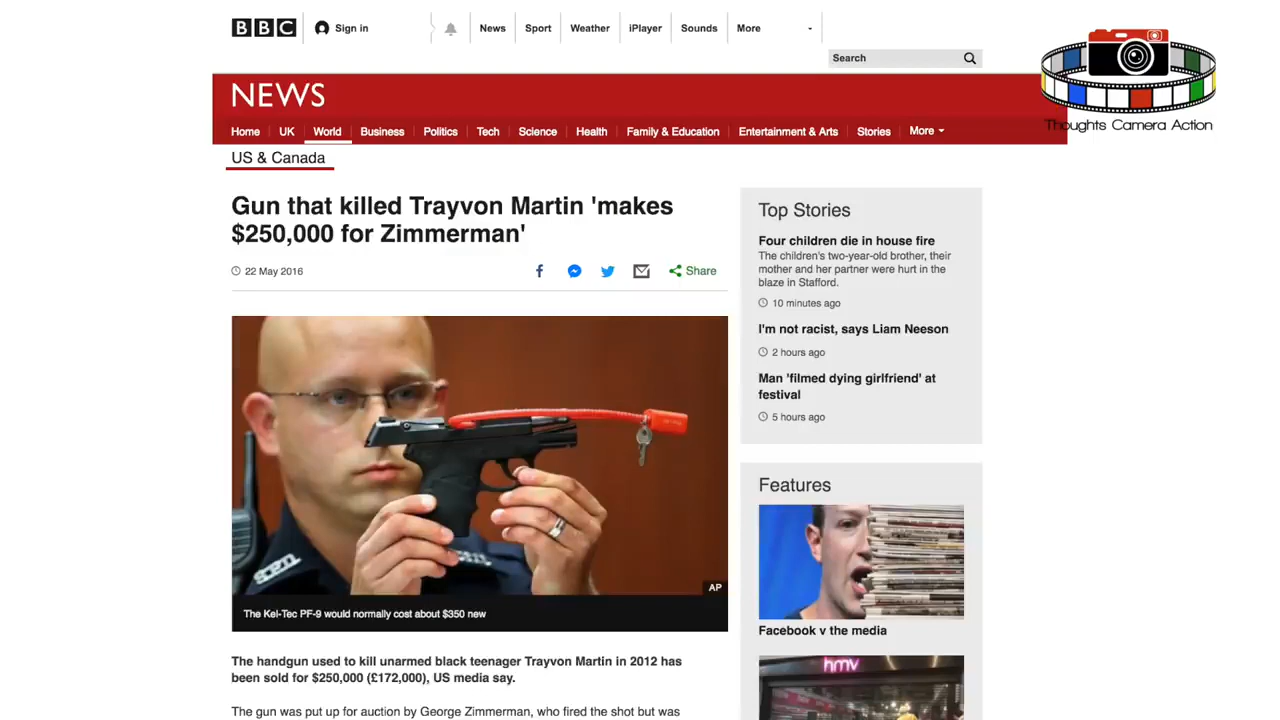 BBC
Sign in
News
Sport
Weather
iPlayer
Sounds
More
Search
Thoughts Camera Action
NEWS
Home
UK
World
Business
Politics
Tech
Science
Health
Family & Education
Entertainment & Arts
Stories
More
US & Canada
Gun that killed Trayvon Martin 'makes
$250,000 for Zimmerman'
22 May 2016
Share
AP
The Kel-Tec PF-9 would normally cost about $350 new
The handgun used to kill unarmed black teenager Trayvon Martin in 2012 has
been sold for $250,000 (£172,000), US media say.
The gun was put up for auction by George Zimmerman, who fired the shot but was
Top Stories
Four children die in house fire
The children's two-year-old brother, their
mother and her partner were hurt in the
blaze in Stafford.
10 minutes ago
I'm not racist, says Liam Neeson
2 hours ago
Man 'filmed dying girlfriend' at
festival
5 hours ago
Features
Facebook v the media
hmv